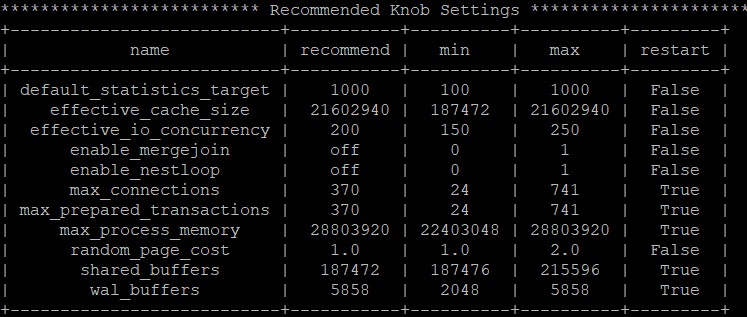 ************************** Recommended Knob Settings **********************
+---------------------------+-----------+----------+----------+---------+
|            name           | recommend |   min    |   max    | restart |
+---------------------------+-----------+----------+----------+---------+
| default_statistics_target |    1000   |   100    |   1000   |  False  |
|    effective_cache_size   |  21602940 |  187472  | 21602940 |  False  |
|  effective_io_concurrency |    200    |   150    |   250    |  False  |
|      enable_mergejoin     |    off    |    0     |    1     |  False  |
|      enable_nestloop      |    off    |    0     |    1     |  False  |
|      max_connections      |    370    |    24    |   741    |   True  |
| max_prepared_transactions |    370    |    24    |   741    |   True  |
|     max_process_memory    |  28803920 | 22403048 | 28803920 |   True  |
|      random_page_cost     |    1.0    |   1.0    |   2.0    |  False  |
|       shared_buffers      |   187472  |  187476  |  215596  |   True  |
|        wal_buffers        |    5858   |   2048   |   5858   |   True  |
+---------------------------+-----------+----------+----------+---------+